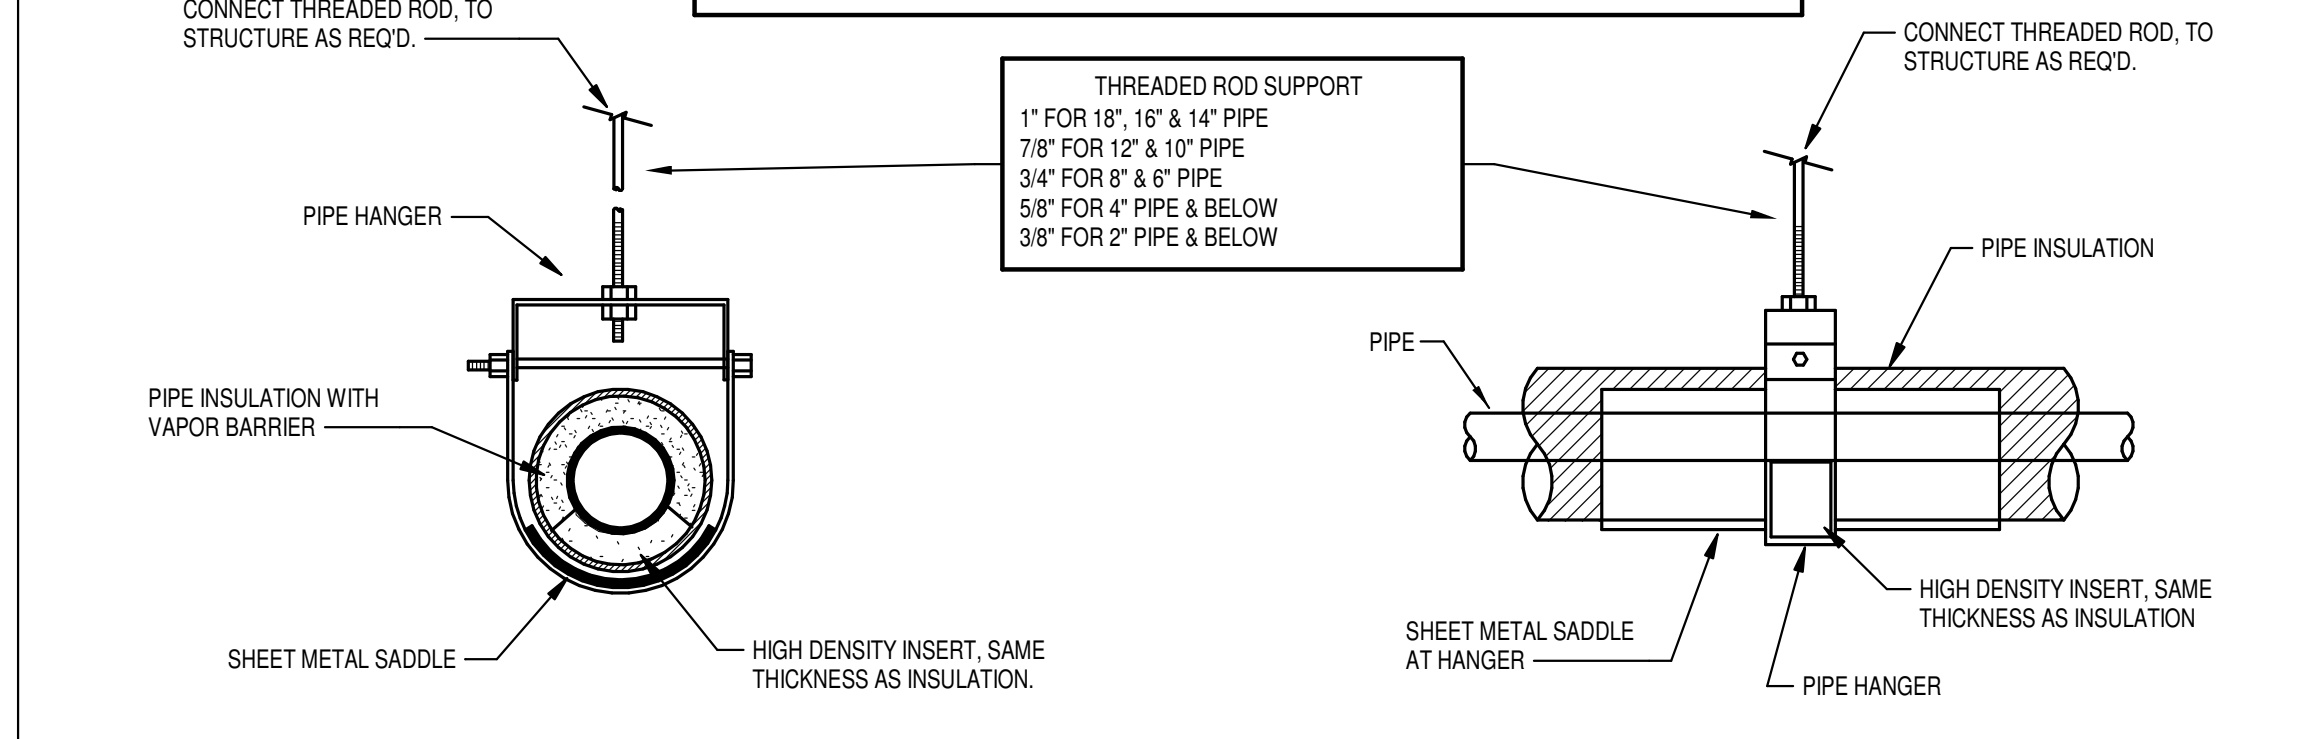 CONNECT THREADED ROD, TO
STRUCTURE AS REQ'D.
THREADED ROD SUPPORT
1" FOR 18", 16" & 14" PIPE
7/8" FOR 12" & 10" PIPE
3/4" FOR 8" & 6" PIPE
5/8" FOR 4" PIPE & BELOW
3/8" FOR 2" PIPE & BELOW
CONNECT THREADED ROD, TO
STRUCTURE AS REQ'D.
PIPE HANGER
PIPE INSULATION
PIPE
PIPE INSULATION WITH
VAPOR BARRIER
SHEET METAL SADDLE
HIGH DENSITY INSERT, SAME
THICKNESS AS INSULATION.
SHEET METAL SADDLE
AT HANGER
HIGH DENSITY INSERT, SAME
THICKNESS AS INSULATION
PIPE HANGER